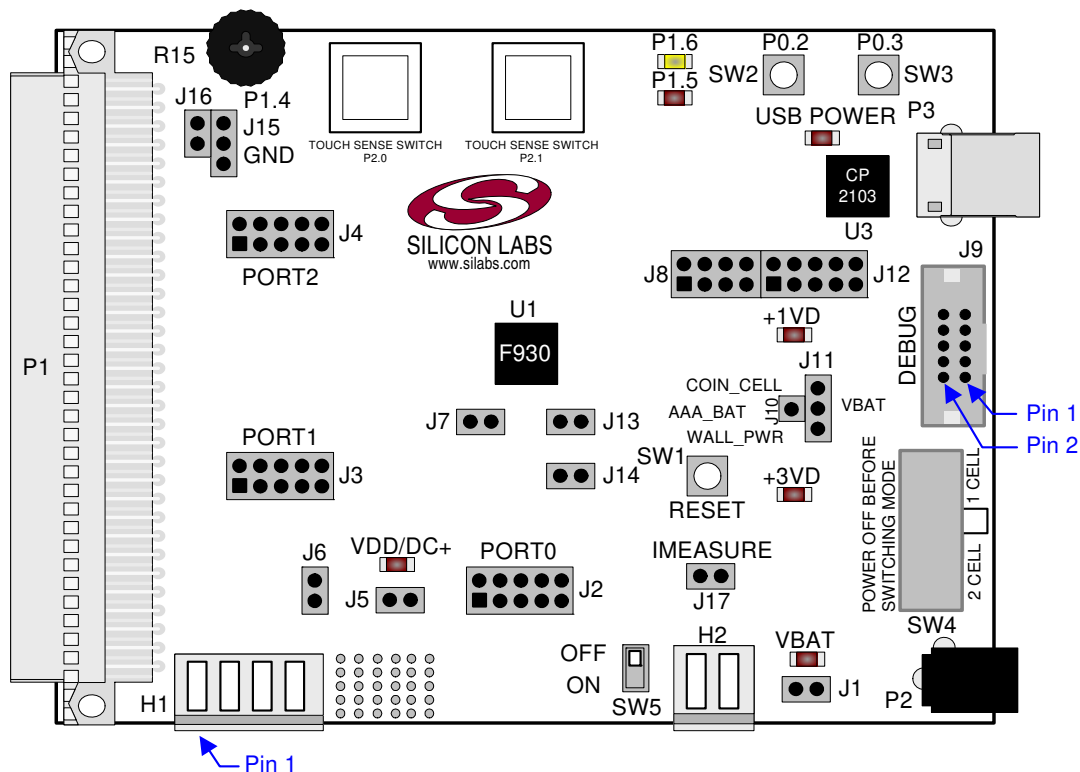 R15
P1.6
P0.2
P0.3
SW2
SW3
P1.5
USB POWER
P3
J16
P1.4
J15
GND
TOUCH SENSE SWITCH
P2.0
TOUCH SENSE SWITCH
P2.1
CP
2103
U3
SILICON LABS
www.silabs.com
J4
PORT2
J8
J12
J9
+1VD
U1
F930
DEBUG
P1
J11
COIN_CELL
AAA_BAT
J10
VBAT
WALL_PWR
Pin 1
Pin 2
J7
J13
PORT1
J3
J14
SW1
RESET
+3VD
POWER OFF BEFORE
SWITCHING MODE
2 CELL
1 CELL
SW4
J6
VDD/DC+
J5
PORT0
J2
IMEASURE
J17
H1
OFF
ON
SW5
H2
VBAT
J1
P2
Pin 1